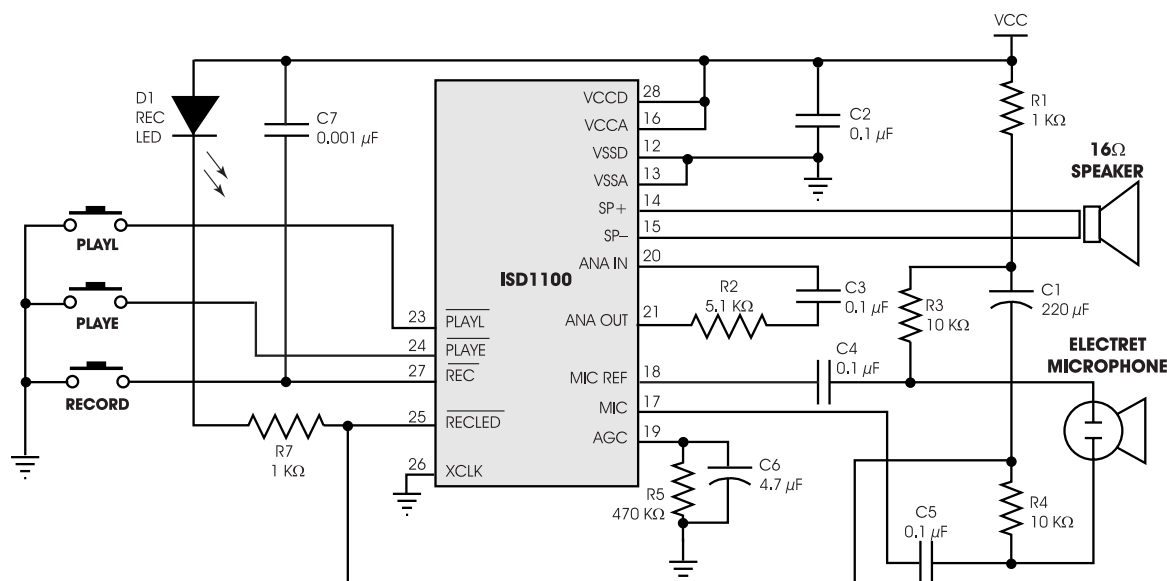 VCC
D1
REC
LED
C7
0.001 µF
VCCD
28
VCCA
16
VSSD
12
VSSA
13
SP+
14
SP–
15
ANA IN
20
ISD1100
ANA OUT
21
MIC REF
18
MIC
17
AGC
19
23
PLAYL
24
PLAYE
27
REC
25
RECLED
26
XCLK
C2
0.1 µF
R1
1 KΩ
16Ω
SPEAKER
PLAYL
PLAYE
RECORD
R2
5.1 KΩ
C3
0.1 µF
R3
10 KΩ
C1
220 µF
C4
0.1 µF
ELECTRET
MICROPHONE
R7
1 KΩ
R5
470 KΩ
C6
4.7 µF
C5
0.1 µF
R4
10 KΩ